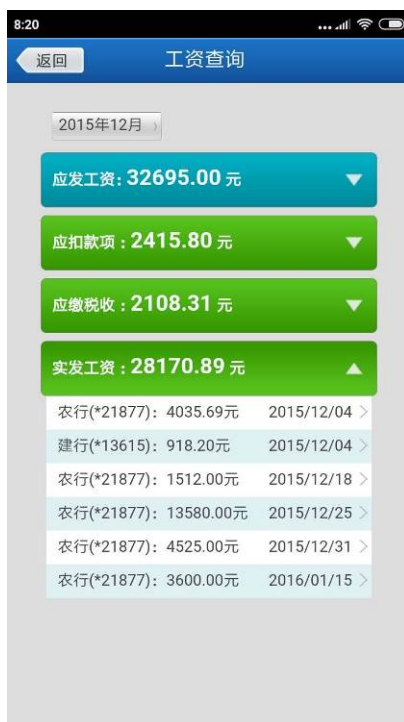 8:20
返回 工资查询
2015年12月
应发工资: 32695.00 元
应扣款项 : 2415.80 元
应缴税收 : 2108.31 元
实发工资 : 28170.89 元
农行(*21877): 4035.69元 2015/12/04
建行(*13615): 918.20元 2015/12/04
农行(*21877): 1512.00元 2015/12/18
农行(*21877): 13580.00元 2015/12/25
农行(*21877): 4525.00元 2015/12/31
农行(*21877): 3600.00元 2016/01/15